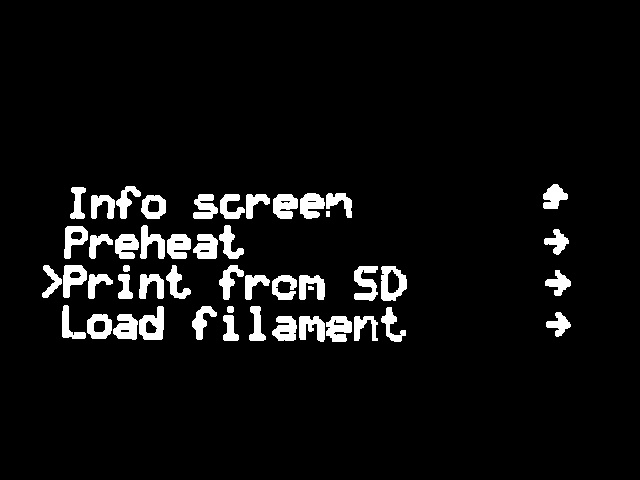 Info screen ↑
Preheat →
>Print from SD →
Load filament →